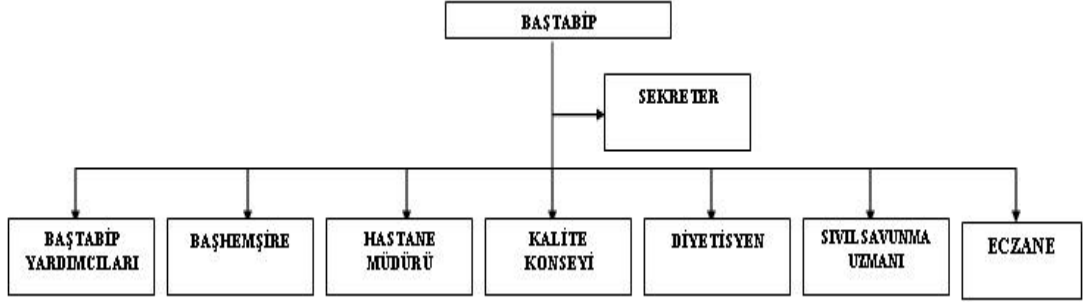 BAŞTABİP
SEKRETER
BAŞTABİP
YARDIMCILARI
BAŞHEMŞİRE
HASTANE
MÜDÜRÜ
KALİTE
KONSEYİ
DİYETİSYEN
SIVIL SAVUNMA
UZMANI
ECZANE